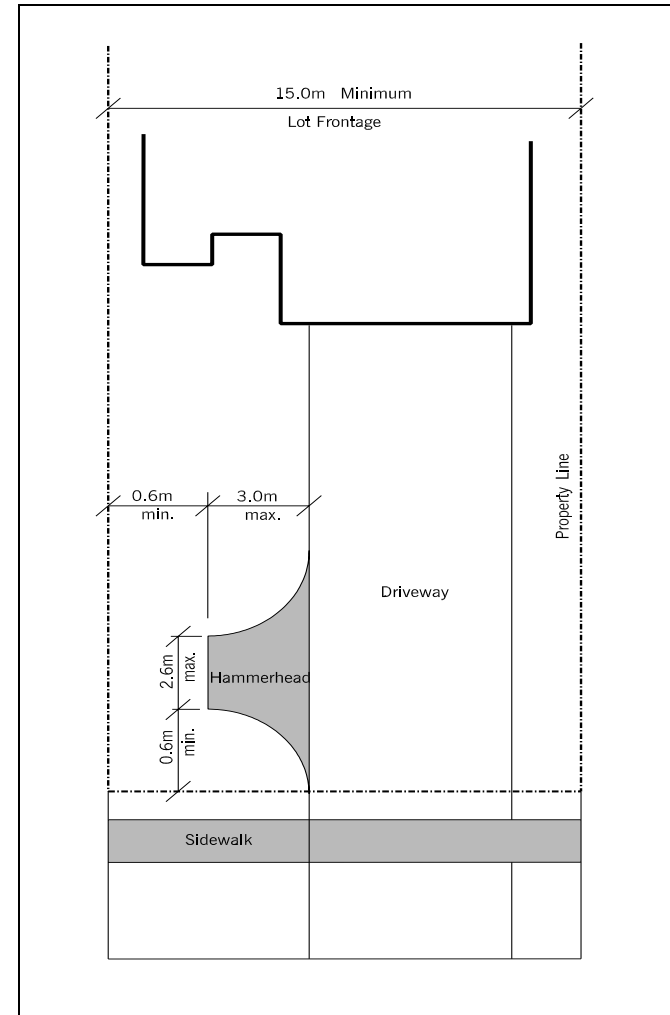 15.0m Minimum
Lot Frontage
0.6m
min.
3.0m
max.
Property Line
Driveway
2.6m
max.
Hammerhead
0.6m
min.
Sidewalk